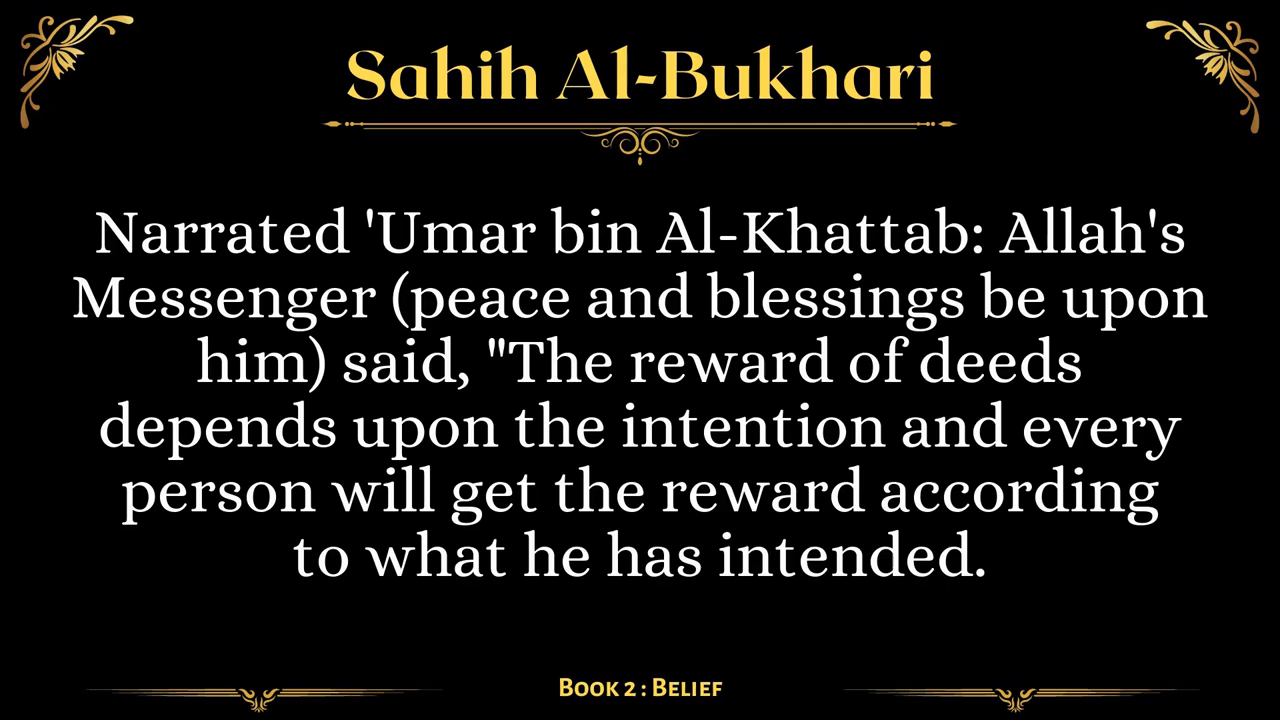 Sahih Al-Bukhari
Narrated 'Umar bin Al-Khattab: Allah's
Messenger (peace and blessings be upon
him) said, "The reward of deeds
depends upon the intention and every
person will get the reward according
to what he has intended.
Book 2 : Belief